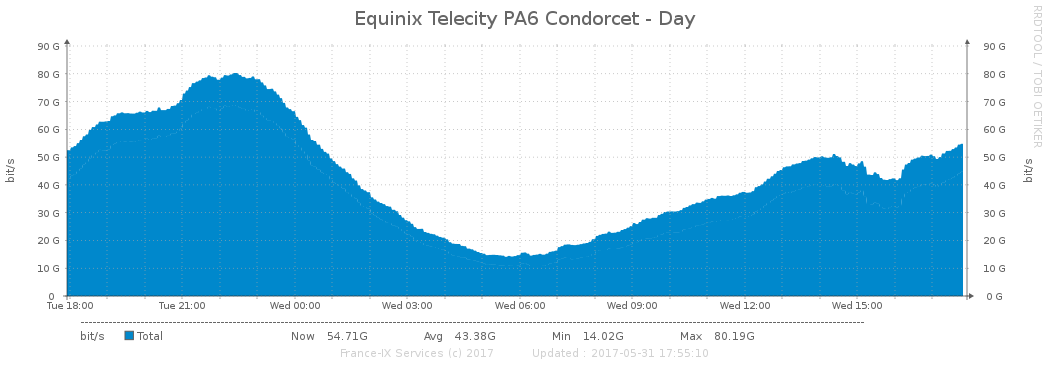 Equinix Telecity PA6 Condorcet - Day
RRDTOOL / TOBI OETIKER
90 G 90 G
80 G 80 G
70 G 70 G
60 G 60 G
50 G 50 G
40 G 40 G
30 G 30 G
20 G 20 G
10 G 10 G
0 0 G
bit/s bit/s
Tue 18:00 Tue 21:00 Wed 00:00 Wed 03:00 Wed 06:00 Wed 09:00 Wed 12:00 Wed 15:00
bit/s Total Now 54.71G Avg 43.38G Min 14.02G Max 80.19G
France-IX Services (c) 2017 Updated : 2017-05-31 17:55:10